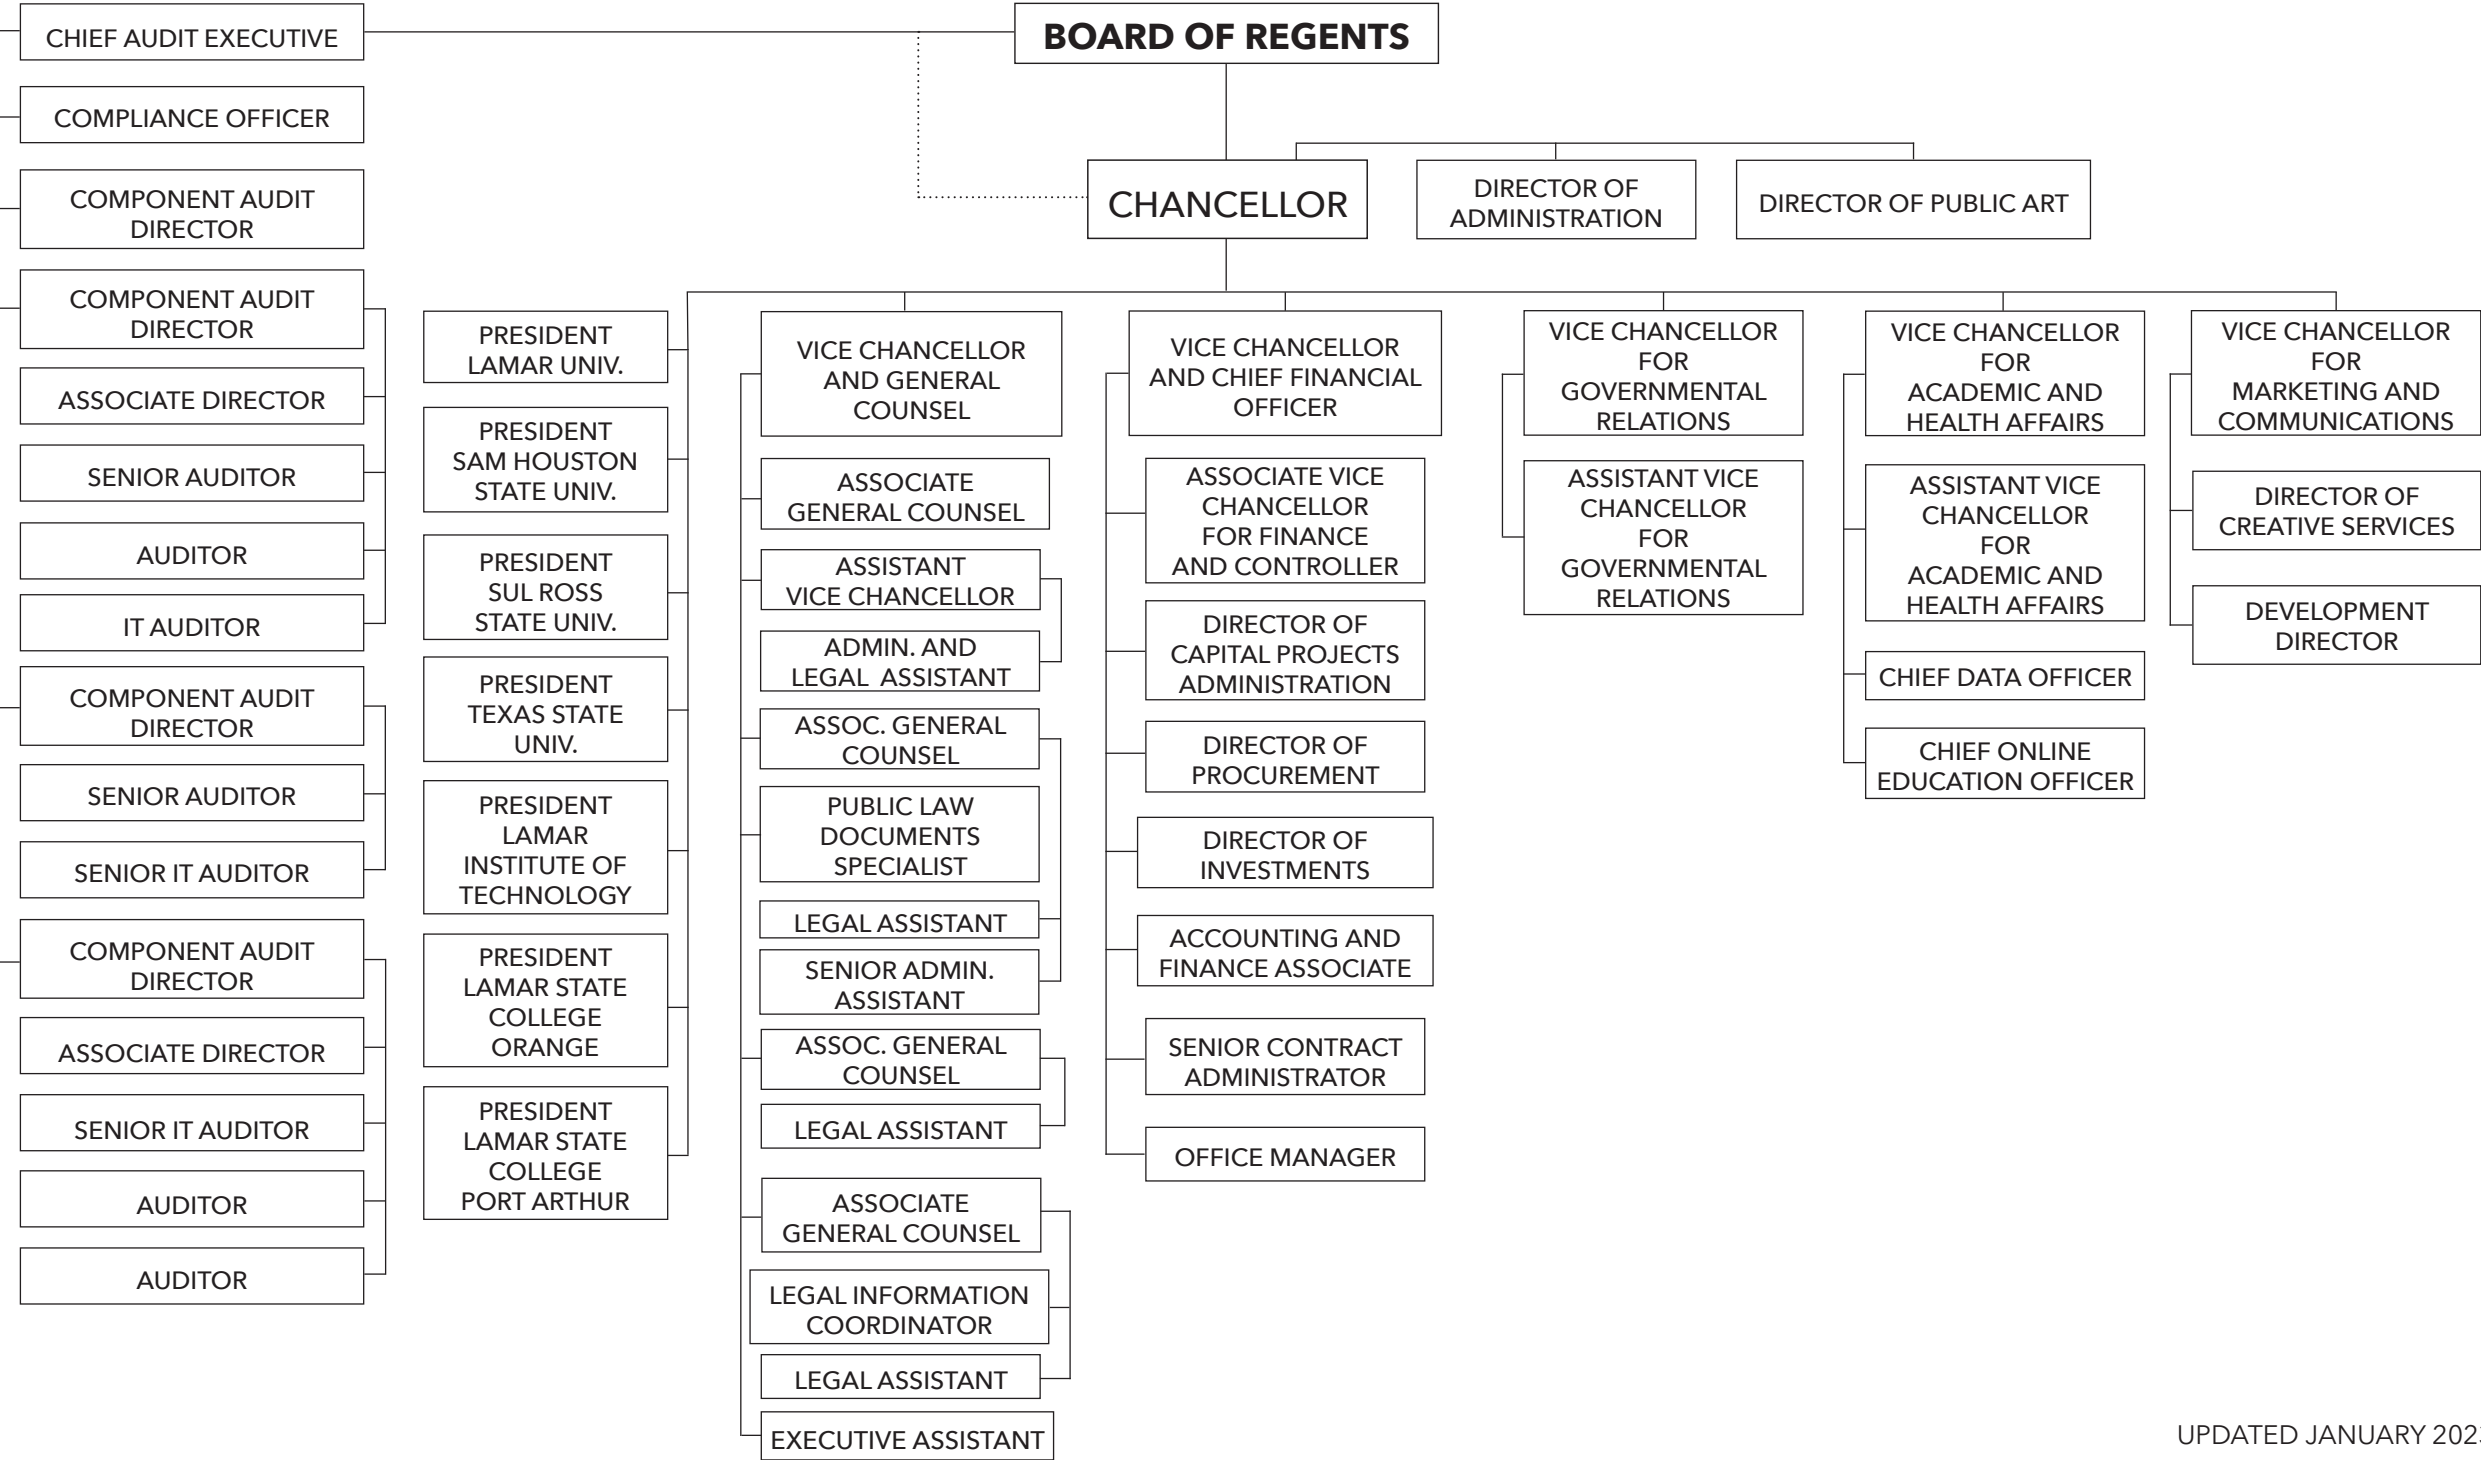 CHIEF AUDIT EXECUTIVE
BOARD OF REGENTS
COMPLIANCE OFFICER
COMPONENT AUDIT
DIRECTOR
CHANCELLOR
DIRECTOR OF
ADMINISTRATION
DIRECTOR OF PUBLIC ART
COMPONENT AUDIT
DIRECTOR
ASSOCIATE DIRECTOR
SENIOR AUDITOR
AUDITOR
IT AUDITOR
COMPONENT AUDIT
DIRECTOR
SENIOR AUDITOR
SENIOR IT AUDITOR
COMPONENT AUDIT
DIRECTOR
ASSOCIATE DIRECTOR
SENIOR IT AUDITOR
AUDITOR
AUDITOR
PRESIDENT
LAMAR UNIV.
PRESIDENT
SAM HOUSTON
STATE UNIV.
PRESIDENT
SUL ROSS
STATE UNIV.
PRESIDENT
TEXAS STATE
UNIV.
PRESIDENT
LAMAR
INSTITUTE OF
TECHNOLOGY
PRESIDENT
LAMAR STATE
COLLEGE
ORANGE
PRESIDENT
LAMAR STATE
COLLEGE
PORT ARTHUR
VICE CHANCELLOR
AND GENERAL
COUNSEL
ASSOCIATE
GENERAL COUNSEL
ASSISTANT
VICE CHANCELLOR
ADMIN. AND
LEGAL ASSISTANT
ASSOC. GENERAL
COUNSEL
PUBLIC LAW
DOCUMENTS
SPECIALIST
LEGAL ASSISTANT
SENIOR ADMIN.
ASSISTANT
ASSOC. GENERAL
COUNSEL
LEGAL ASSISTANT
ASSOCIATE
GENERAL COUNSEL
LEGAL INFORMATION
COORDINATOR
LEGAL ASSISTANT
EXECUTIVE ASSISTANT
VICE CHANCELLOR
AND CHIEF FINANCIAL
OFFICER
ASSOCIATE VICE
CHANCELLOR
FOR FINANCE
AND CONTROLLER
DIRECTOR OF
CAPITAL PROJECTS
ADMINISTRATION
DIRECTOR OF
PROCUREMENT
DIRECTOR OF
INVESTMENTS
ACCOUNTING AND
FINANCE ASSOCIATE
SENIOR CONTRACT
ADMINISTRATOR
OFFICE MANAGER
VICE CHANCELLOR
FOR
GOVERNMENTAL
RELATIONS
ASSISTANT VICE
CHANCELLOR
FOR
GOVERNMENTAL
RELATIONS
VICE CHANCELLOR
FOR
ACADEMIC AND
HEALTH AFFAIRS
ASSISTANT VICE
CHANCELLOR
FOR
ACADEMIC AND
HEALTH AFFAIRS
CHIEF DATA OFFICER
CHIEF ONLINE
EDUCATION OFFICER
VICE CHANCELLOR
FOR
MARKETING AND
COMMUNICATIONS
DIRECTOR OF
CREATIVE SERVICES
DEVELOPMENT
DIRECTOR
UPDATED JANUARY 2023